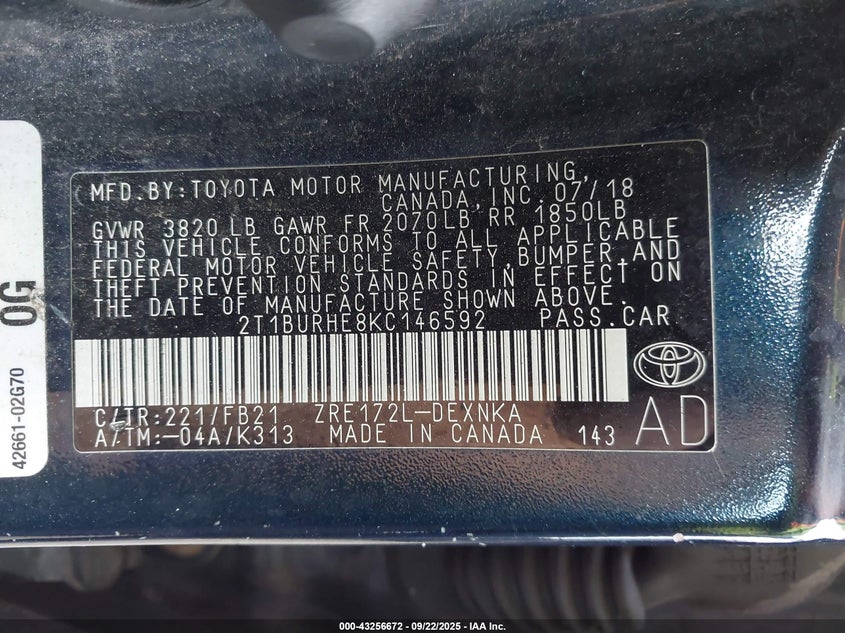 MFD.BY:TOYOTA MOTOR MANUFACTURING,
CANADA,INC. 07/18
GVWR 3820 LB GAWR FR 2070LB RR 1850LB
THIS VEHICLE CONFORMS TO ALL APPLICABLE
FEDERAL MOTOR VEHICLE SAFETY, BUMPER,AND
THEFT PREVENTION STANDARDS IN EFFECT ON
THE DATE OF MANUFACTURE SHOWN ABOVE.
2T1BURHE8KC146592 PASS.CAR
C/TR:221/FB21 ZRE172L-DEXNKA
A/TM:-04A/K313 MADE IN CANADA 143
AD
0G
42661-02G70
000-43256672 - 09/22/2025 - IAA Inc.